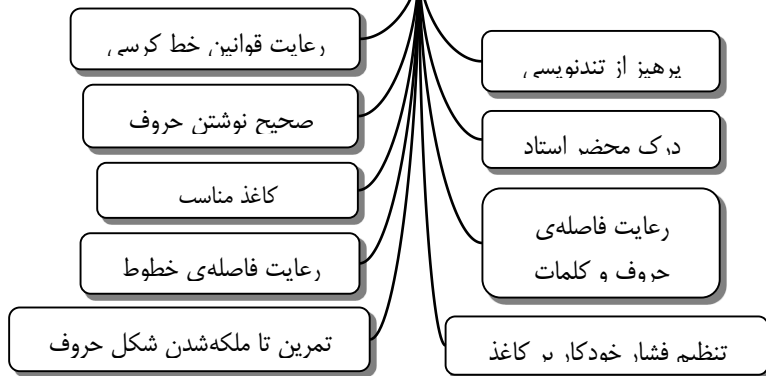 پرهیز از تندنویسی
درک محضر استاد
رعایت فاصله‌ی
حروف و کلمات
تنظیم فشار خودکار بر کاغذ
رعایت قوانین خط کرسی
صحیح نوشتن حروف
کاغذ مناسب
رعایت فاصله‌ی خطوط
تمرین تا ملکه‌شدن شکل حروف